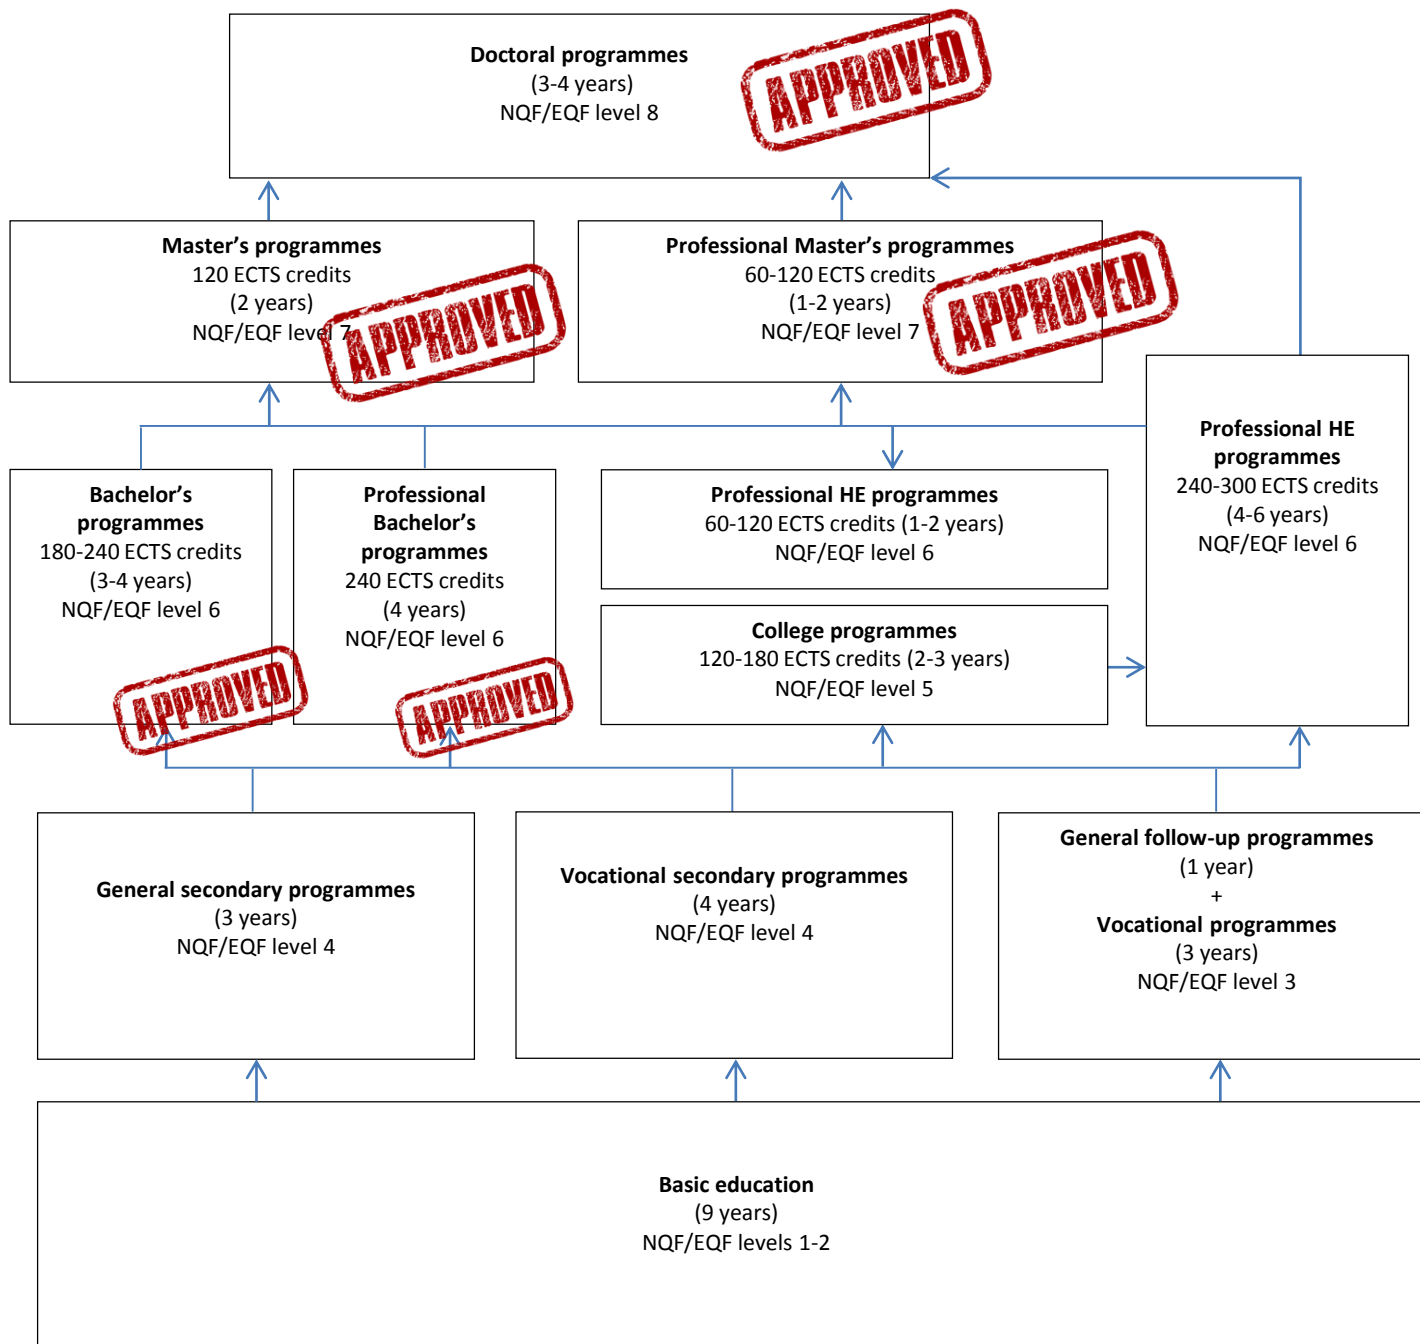 Doctoral programmes
(3-4 years)
NQF/EQF level 8
APPROVED
Master’s programmes
120 ECTS credits
(2 years)
NQF/EQF level 7
APPROVED
Professional Master’s programmes
60-120 ECTS credits
(1-2 years)
NQF/EQF level 7
APPROVED
Professional HE
programmes
240-300 ECTS credits
(4-6 years)
NQF/EQF level 6
Bachelor’s
programmes
180-240 ECTS credits
(3-4 years)
NQF/EQF level 6
APPROVED
Professional
Bachelor’s
programmes
240 ECTS credits
(4 years)
NQF/EQF level 6
APPROVED
Professional HE programmes
60-120 ECTS credits (1-2 years)
NQF/EQF level 6
College programmes
120-180 ECTS credits (2-3 years)
NQF/EQF level 5
General secondary programmes
(3 years)
NQF/EQF level 4
Vocational secondary programmes
(4 years)
NQF/EQF level 4
General follow-up programmes
(1 year)
+
Vocational programmes
(3 years)
NQF/EQF level 3
Basic education
(9 years)
NQF/EQF levels 1-2